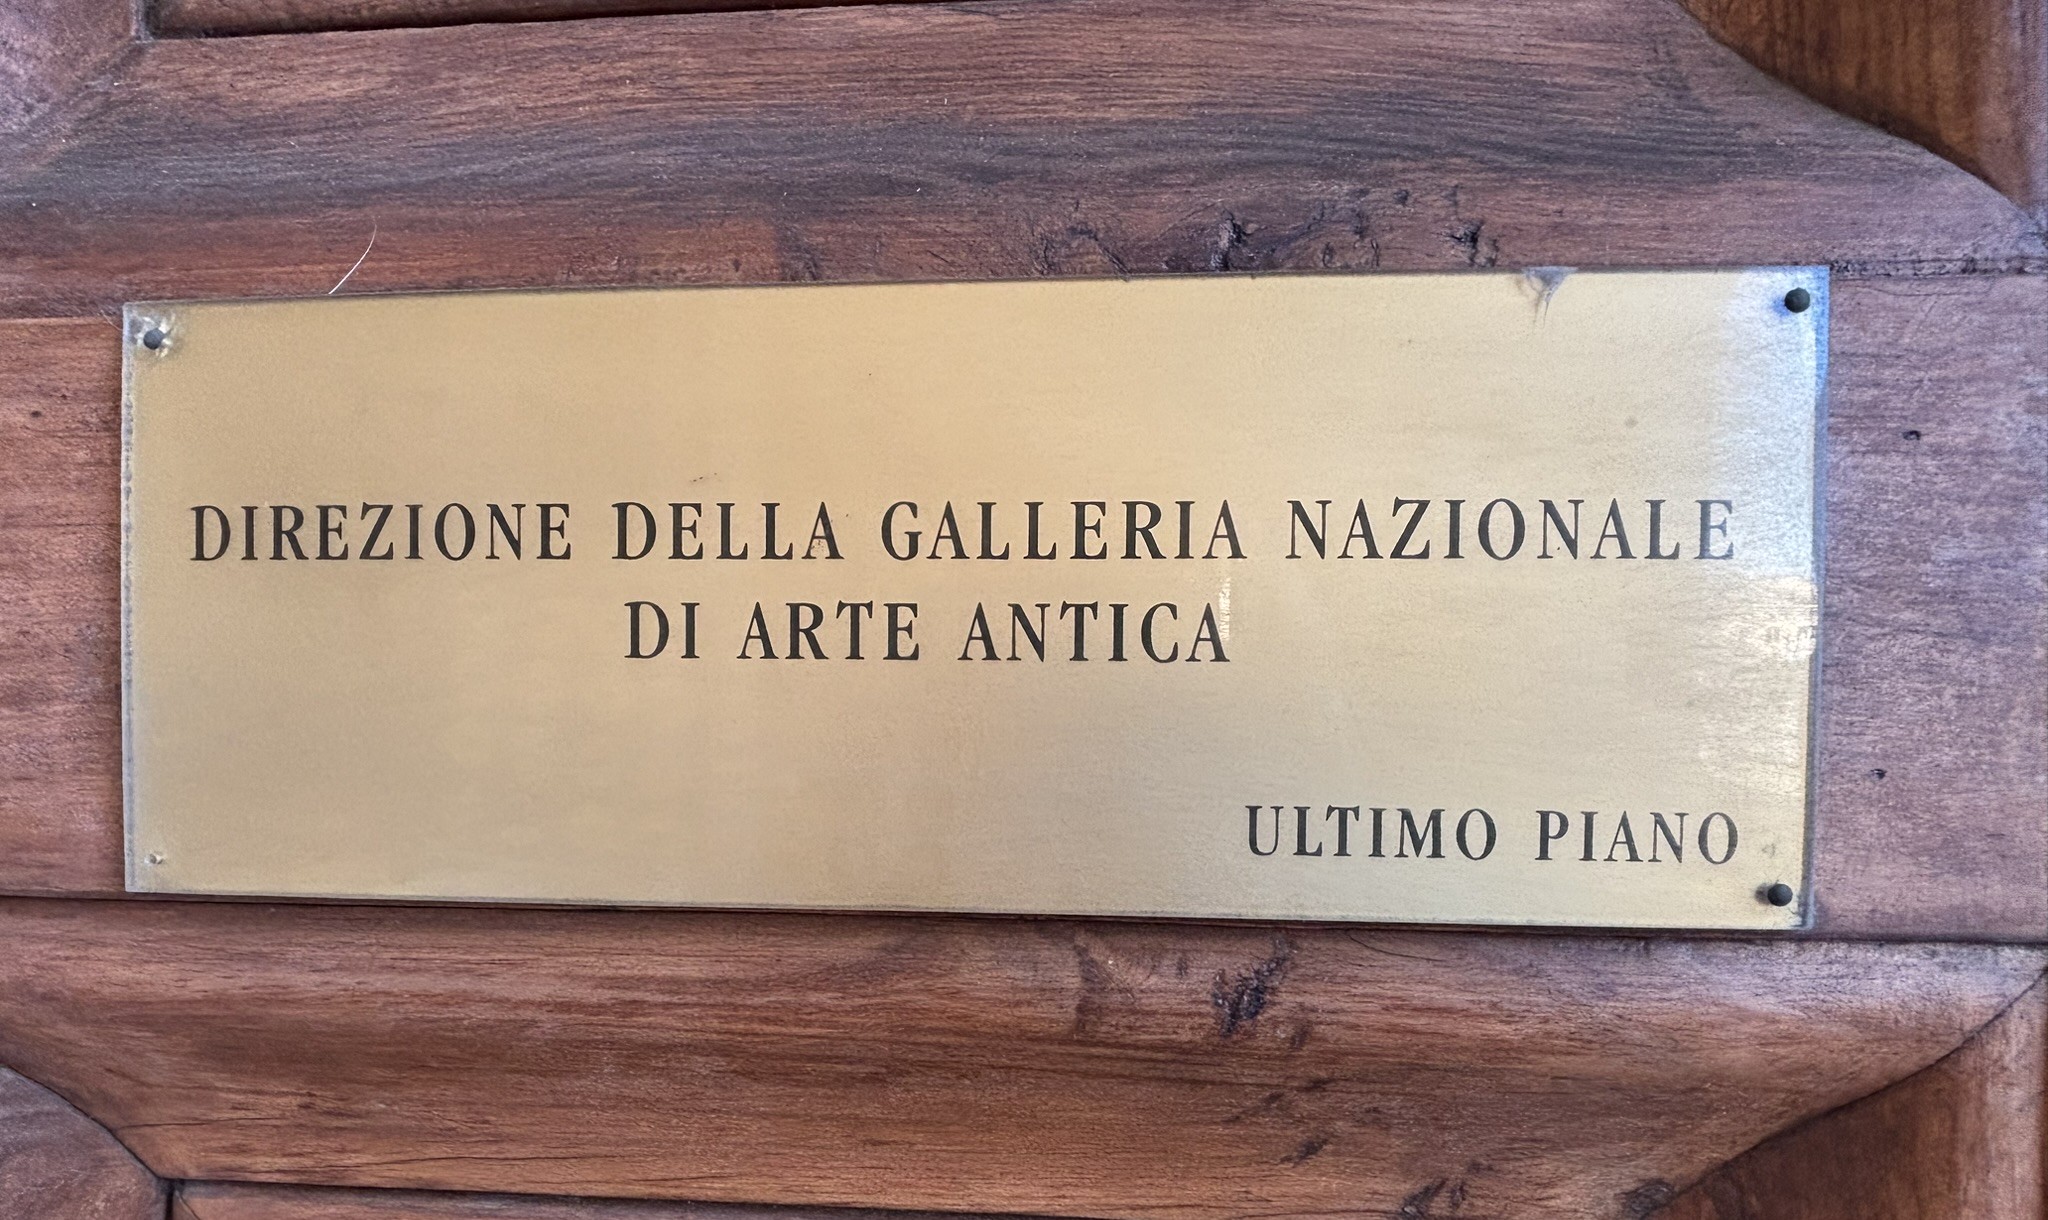 DIREZIONE DELLA GALLERIA NAZIONALE
DI ARTE ANTICA
ULTIMO PIANO